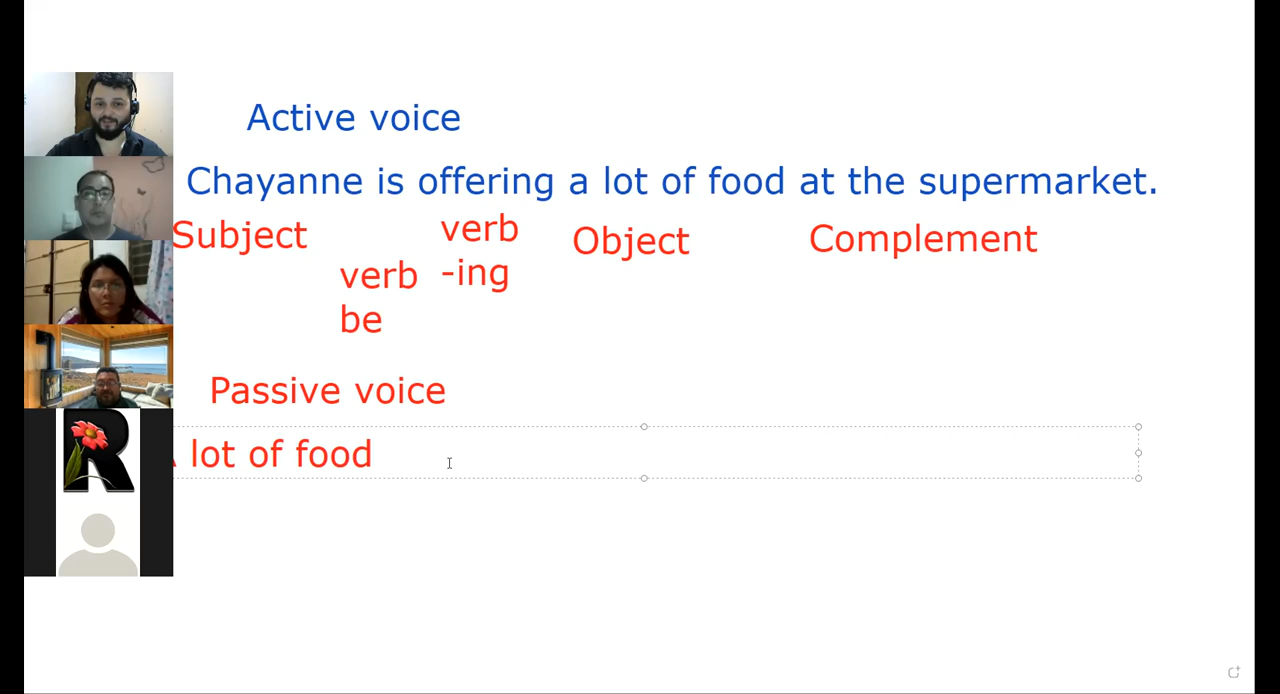 Active voice
Chayanne is offering a lot of food at the supermarket.
Subject
verb
-ing
Object
Complement
verb
be
Passive voice
lot of food
R